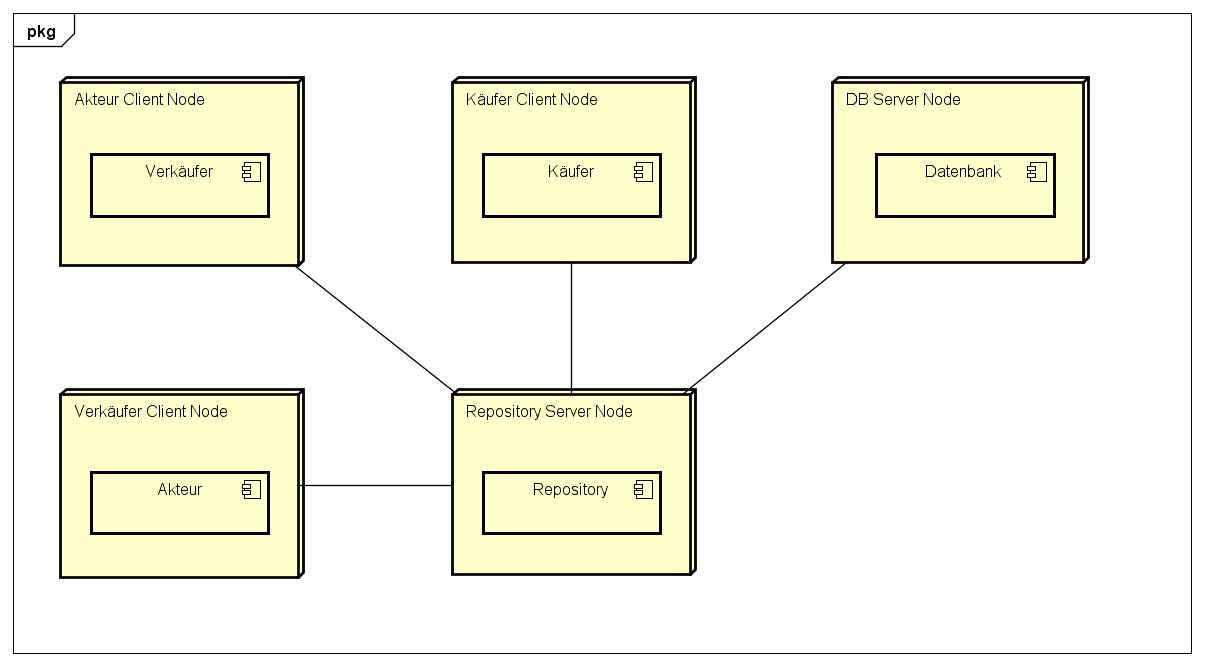 pkg
Akteur Client Node
Verkäufer
Käufer Client Node
Käufer
DB Server Node
Datenbank
Verkäufer Client Node
Akteur
Repository Server Node
Repository